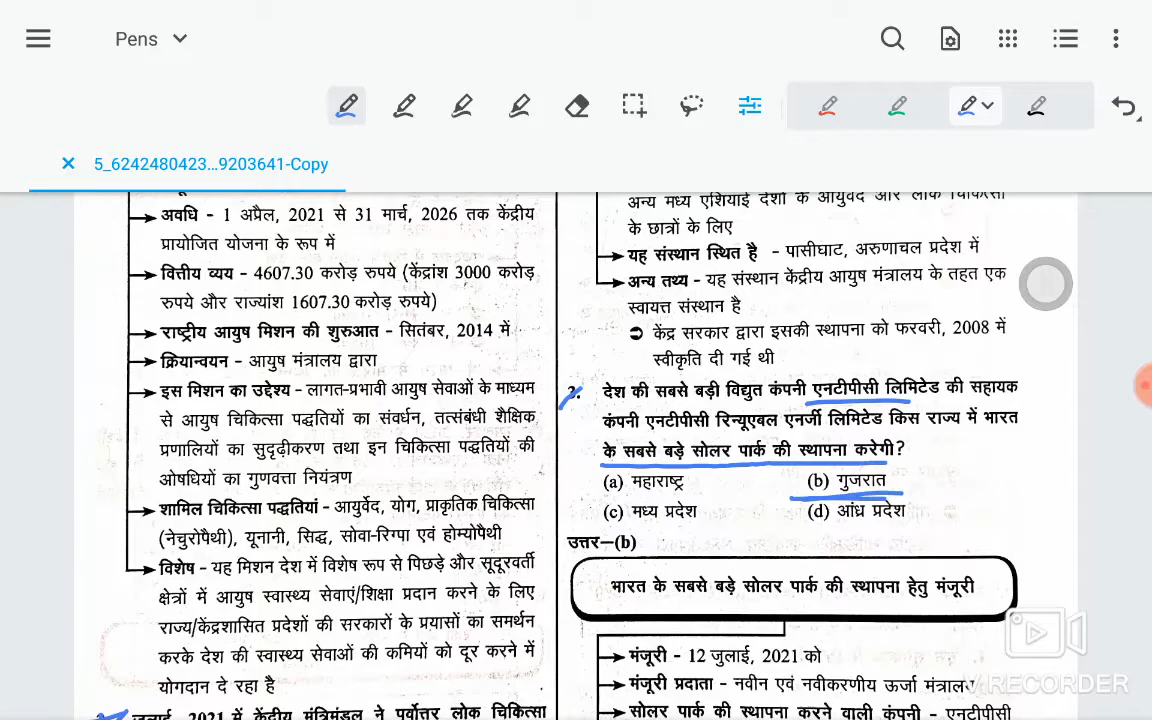 Pens
5_6242480423...9203641-Copy
अवधि - 1 अप्रैल, 2021 से 31 मार्च, 2026 तक केंद्रीय
प्रायोजित योजना के रूप में
वित्तीय व्यय - 4607.30 करोड़ रुपये (केंद्रांश 3000 करोड़
रुपये और राज्यांश 1607.30 करोड़ रुपये)
राष्ट्रीय आयुष मिशन की शुरुआत - सितंबर, 2014 में
क्रियान्वयन - आयुष मंत्रालय द्वारा
इस मिशन का उद्देश्य - लागत-प्रभावी आयुष सेवाओं के माध्यम
से आयुष चिकित्सा पद्धतियों का संवर्धन, तत्संबंधी शैक्षिक
प्रणालियों का सुदृढ़ीकरण तथा इन चिकित्सा पद्धतियों की
ओषधियों का गुणवत्ता नियंत्रण
शामिल चिकित्सा पद्धतियां - आयुर्वेद, योग, प्राकृतिक चिकित्सा
(नेचुरोपैथी), यूनानी, सिद्ध, सोवा-रिग्पा एवं होम्योपैथी
विशेष - यह मिशन देश में विशेष रूप से पिछड़े और सूदूरवर्ती
क्षेत्रों में आयुष स्वास्थ्य सेवाएं/शिक्षा प्रदान करने के लिए
राज्य/केंद्रशासित प्रदेशों की सरकारों के प्रयासों का समर्थन
करके देश की स्वास्थ्य सेवाओं की कमियों को दूर करने में
योगदान दे रहा है
जुलाई, 2021 में केंद्रीय मंत्रिमंडल ने पूर्वोत्तर लोक चिकित्सा
अन्य मध्य एशियाई देशों के आयुर्वेद और लोक चिकित्सा
के छात्रों के लिए
यह संस्थान स्थित है - पासीघाट, अरुणाचल प्रदेश में
अन्य तथ्य - यह संस्थान केंद्रीय आयुष मंत्रालय के तहत एक
स्वायत्त संस्थान है
➲ केंद्र सरकार द्वारा इसकी स्थापना को फरवरी, 2008 में
स्वीकृति दी गई थी
3. देश की सबसे बड़ी विद्युत कंपनी एनटीपीसी लिमिटेड की सहायक
कंपनी एनटीपीसी रिन्यूएबल एनर्जी लिमिटेड किस राज्य में भारत
के सबसे बड़े सोलर पार्क की स्थापना करेगी?
(a) महाराष्ट्र (b) गुजरात
(c) मध्य प्रदेश (d) आंध्र प्रदेश
उत्तर—(b)
भारत के सबसे बड़े सोलर पार्क की स्थापना हेतु मंजूरी
मंजूरी - 12 जुलाई, 2021 को
मंजूरी प्रदाता - नवीन एवं नवीकरणीय ऊर्जा मंत्रालय
सोलर पार्क की स्थापना करने वाली कंपनी - एनटीपीसी
V.RECORDER